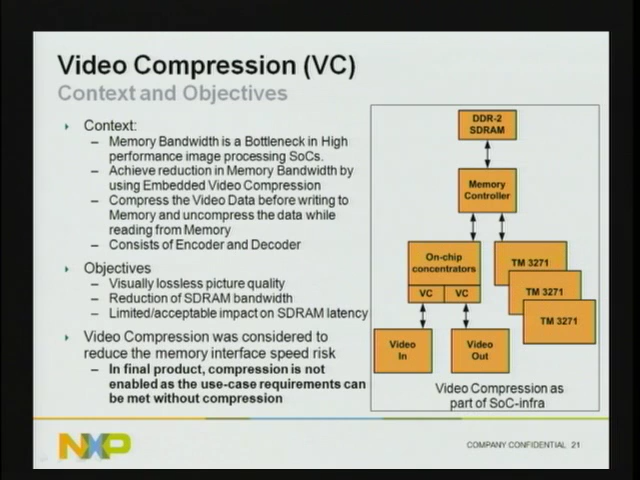 Video Compression (VC)
Context and Objectives
Context:
– Memory Bandwidth is a Bottleneck in High
performance image processing SoCs.
– Achieve reduction in Memory Bandwidth by
using Embedded Video Compression
– Compress the Video Data before writing to
Memory and uncompress the data while
reading from Memory
– Consists of Encoder and Decoder
Objectives
– Visually lossless picture quality
– Reduction of SDRAM bandwidth
– Limited/acceptable impact on SDRAM latency
Video Compression was considered to
reduce the memory interface speed risk
– In final product, compression is not
enabled as the use-case requirements can
be met without compression
DDR-2
SDRAM
Memory
Controller
On-chip
concentrators
VC VC
TM 3271
TM 3271
TM 3271
Video
In
Video
Out
Video Compression as
part of SoC-infra
NXP
COMPANY CONFIDENTIAL 21